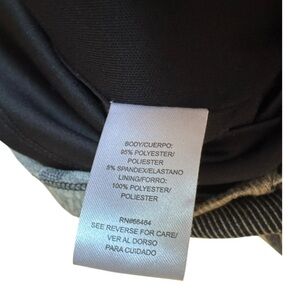 BODY/CUERPO:
95% POLYESTER/
POLIESTER
5% SPANDEX/ELASTANO
LINING/FORRO:
100% POLYESTER/
POLIESTER
RN#66484
SEE REVERSE FOR CARE/
VER AL DORSO
PARA CUIDADO